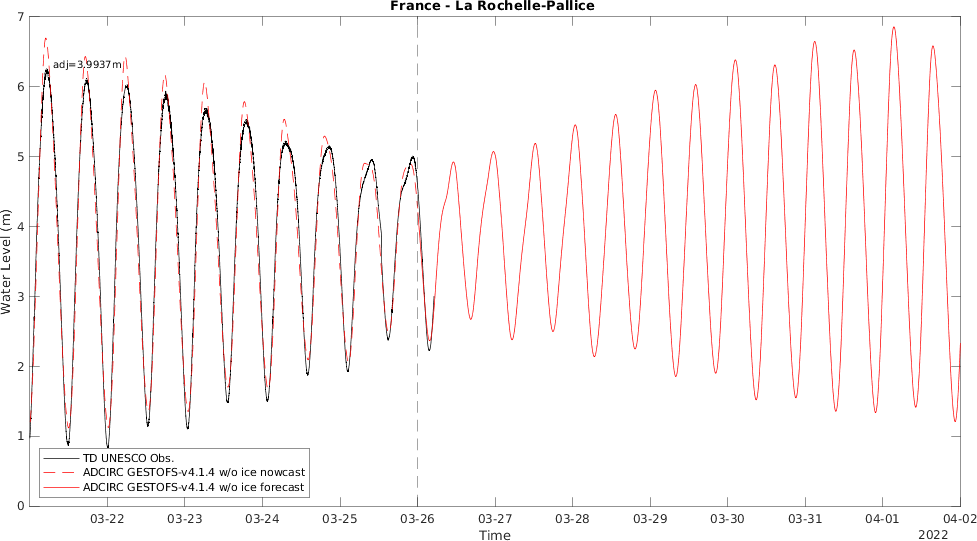 France - La Rochelle-Pallice
7
6
5
4
3
2
1
0
Water Level (m)
adj=3.9937m
TD UNESCO Obs.
ADCIRC GESTOFS-v4.1.4 w/o ice nowcast
ADCIRC GESTOFS-v4.1.4 w/o ice forecast
03-22 03-23 03-24 03-25 03-26 03-27 03-28 03-29 03-30 03-31 04-01 04-02
Time
2022